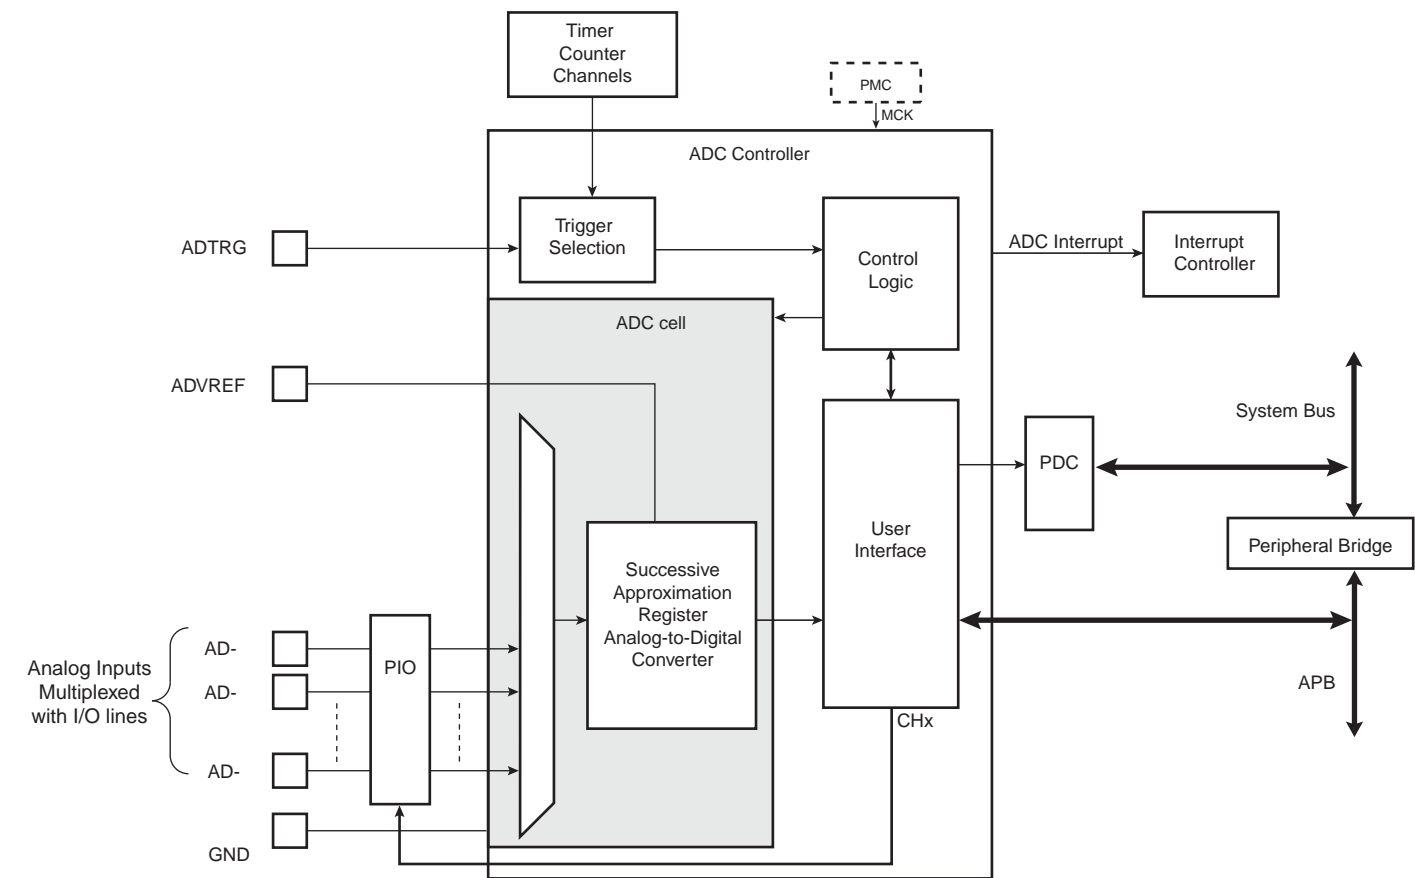 Timer
Counter
Channels
PMC
MCK
ADC Controller
ADTRG
Trigger
Selection
Control
Logic
ADC Interrupt
Interrupt
Controller
ADC cell
ADVREF
System Bus
PDC
User
Interface
Peripheral Bridge
Successive
Approximation
Register
Analog-to-Digital
Converter
Analog Inputs
Multiplexed
with I/O lines
AD-
AD-
AD-
PIO
APB
CHx
GND